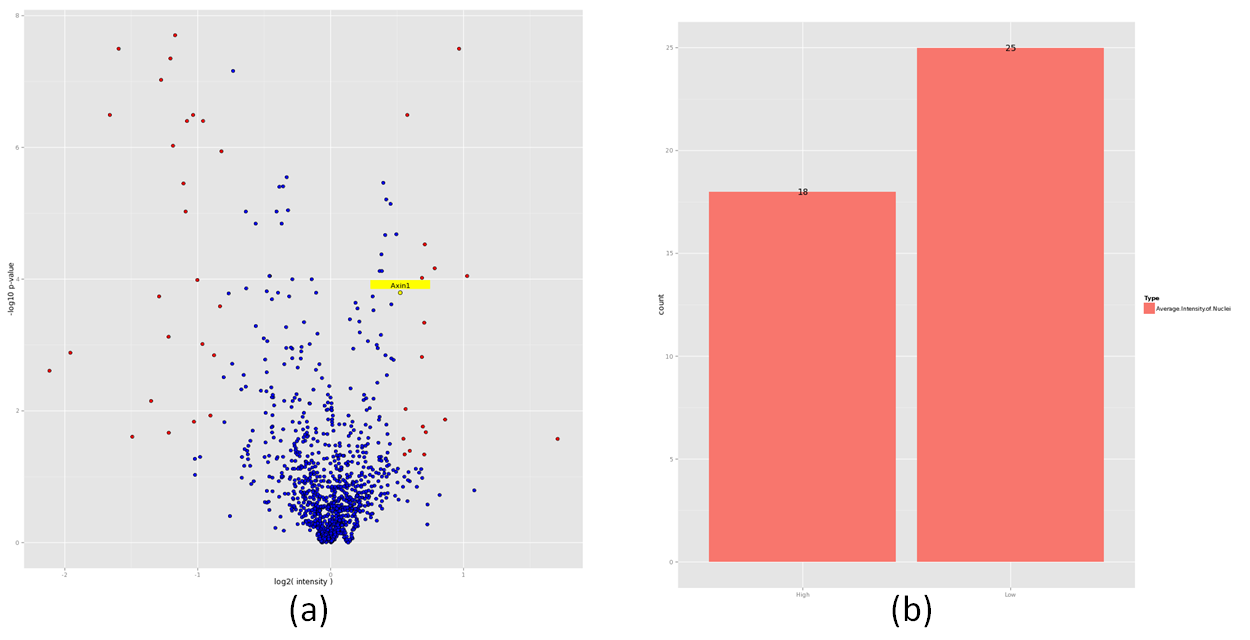 8
6
4
2
0
-log10 p-value
Axin1
-2
-1
0
1
log2( intensity )
(a)
25
20
15
10
5
0
count
18
25
High
Low
Type
Average Intensity of Nuclei
(b)